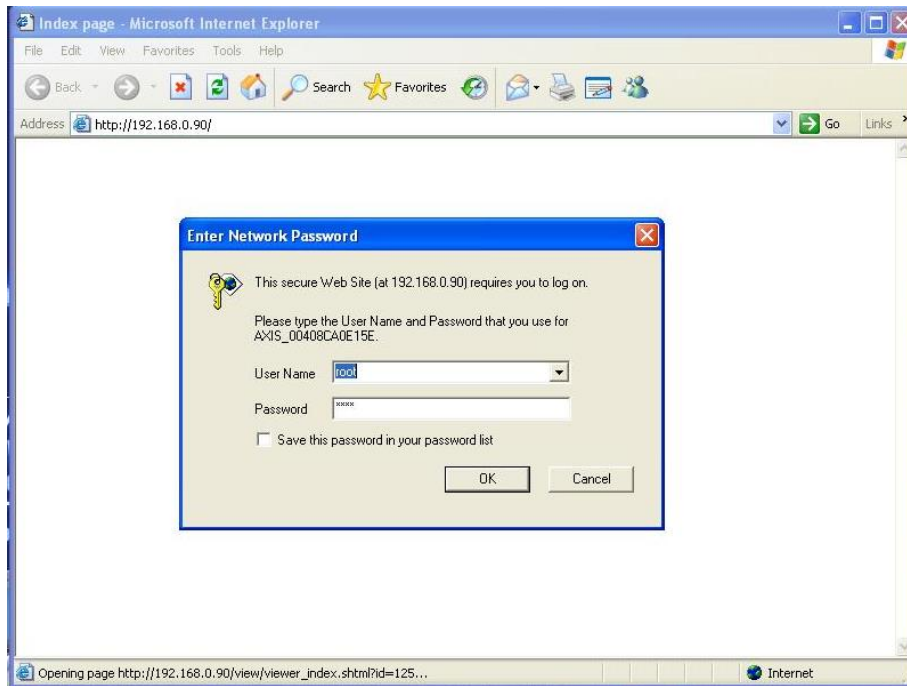 Index page - Microsoft Internet Explorer
File Edit View Favorites Tools Help
Back Search Favorites
Address http://192.168.0.90/ Go Links
Enter Network Password
This secure Web Site (at 192.168.0.90) requires you to log on.
Please type the User Name and Password that you use for
AXIS_00408CA0E15E.
User Name root
Password ××××
Save this password in your password list
OK Cancel
Opening page http://192.168.0.90/view/viewer_index.shtml?id=125... Internet